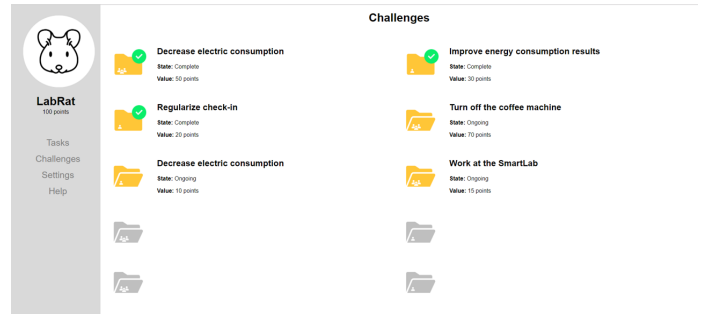 Challenges
LabRat
100 points
Tasks
Challenges
Settings
Help
Decrease electric consumption
State: Complete
Value: 50 points
Improve energy consumption results
State: Complete
Value: 30 points
Regularize check-in
State: Complete
Value: 20 points
Turn off the coffee machine
State: Ongoing
Value: 70 points
Decrease electric consumption
State: Ongoing
Value: 10 points
Work at the SmartLab
State: Ongoing
Value: 15 points